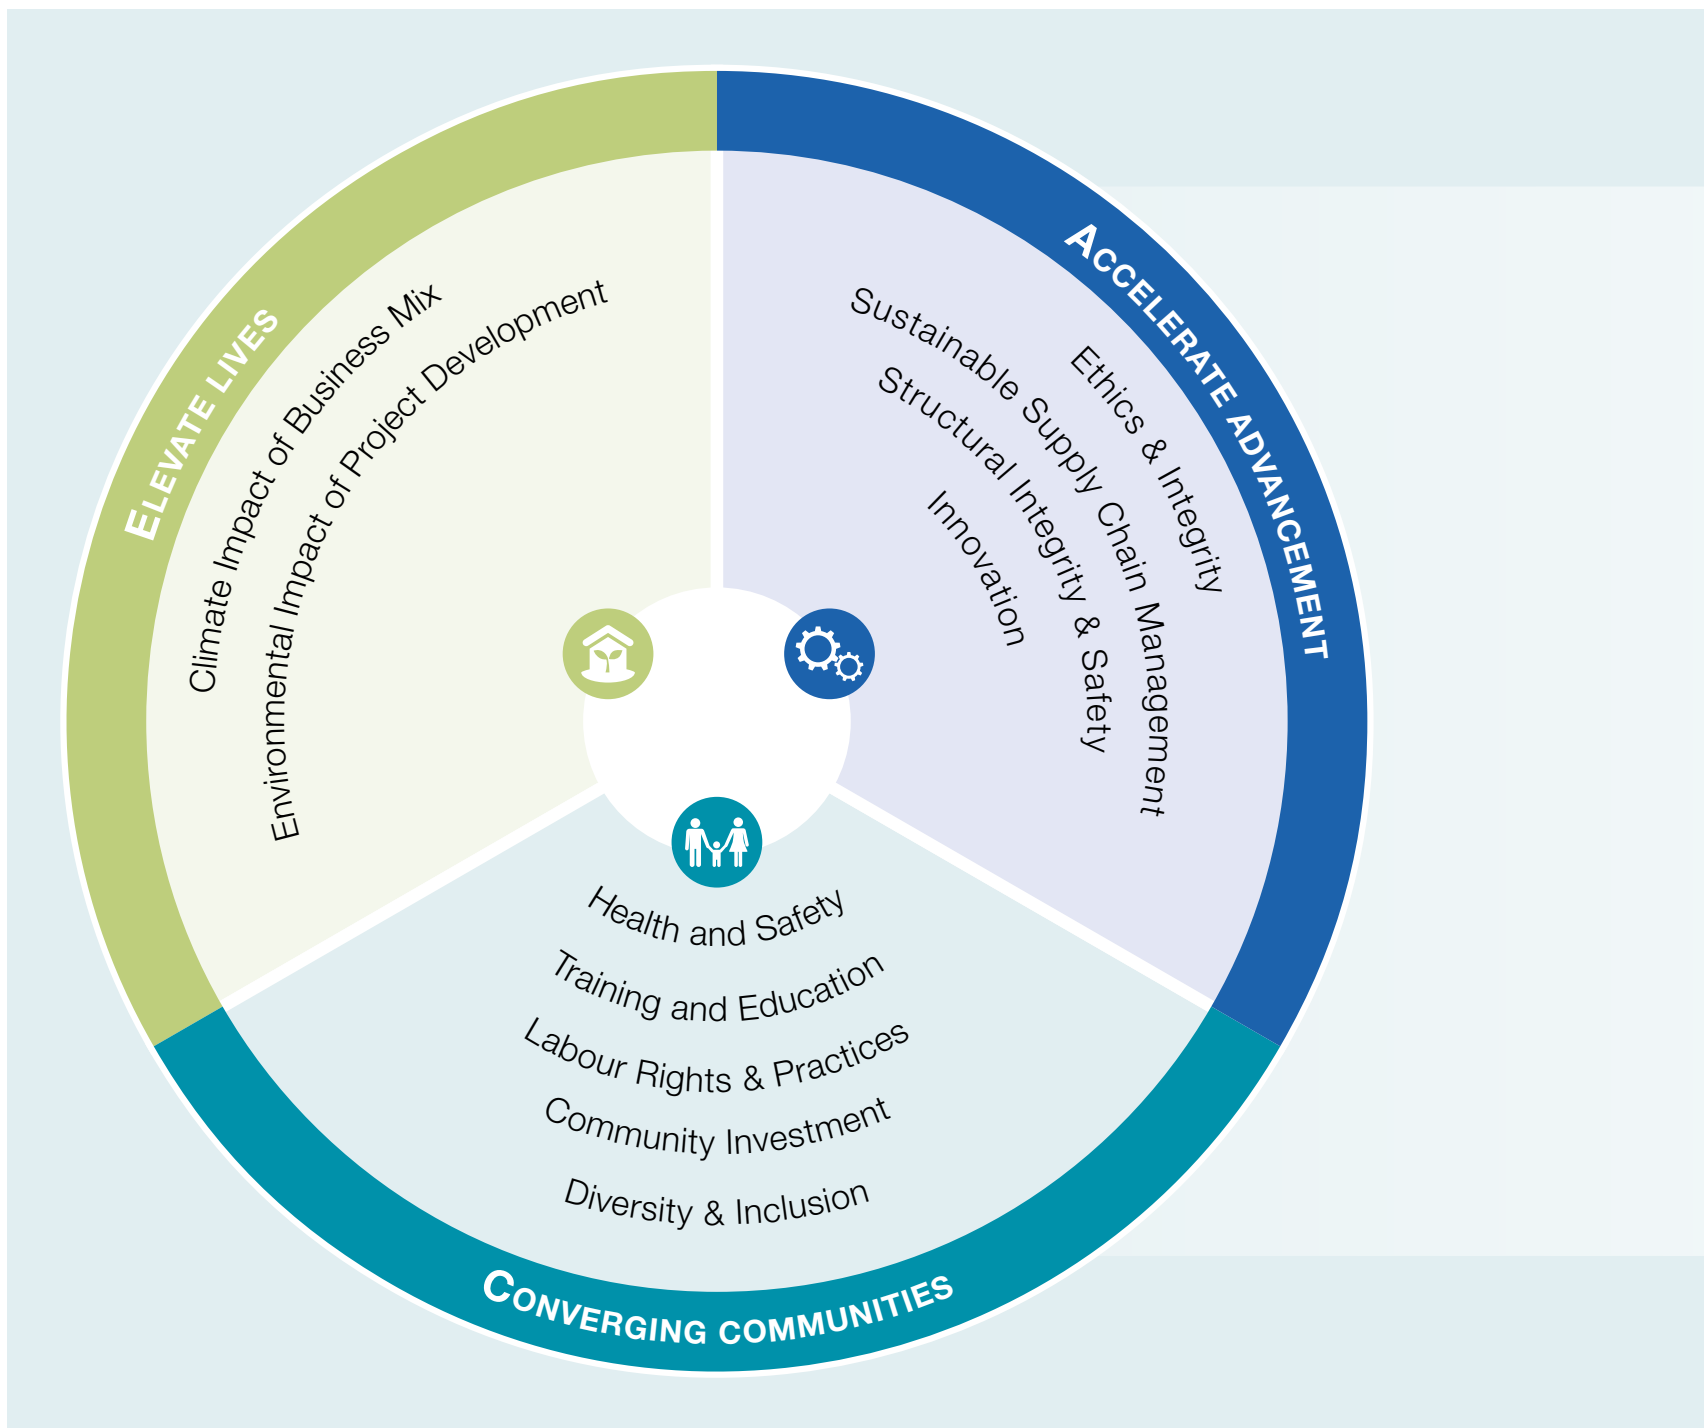 ELEVATE LIVES
Climate Impact of Business Mix
Environmental Impact of Project Development
ACCELERATE ADVANCEMENT
Ethics & Integrity
Sustainable Supply Chain Management
Structural Integrity & Safety
Innovation
Health and Safety
Training and Education
Labour Rights & Practices
Community Investment
Diversity & Inclusion
CONVERGING COMMUNITIES